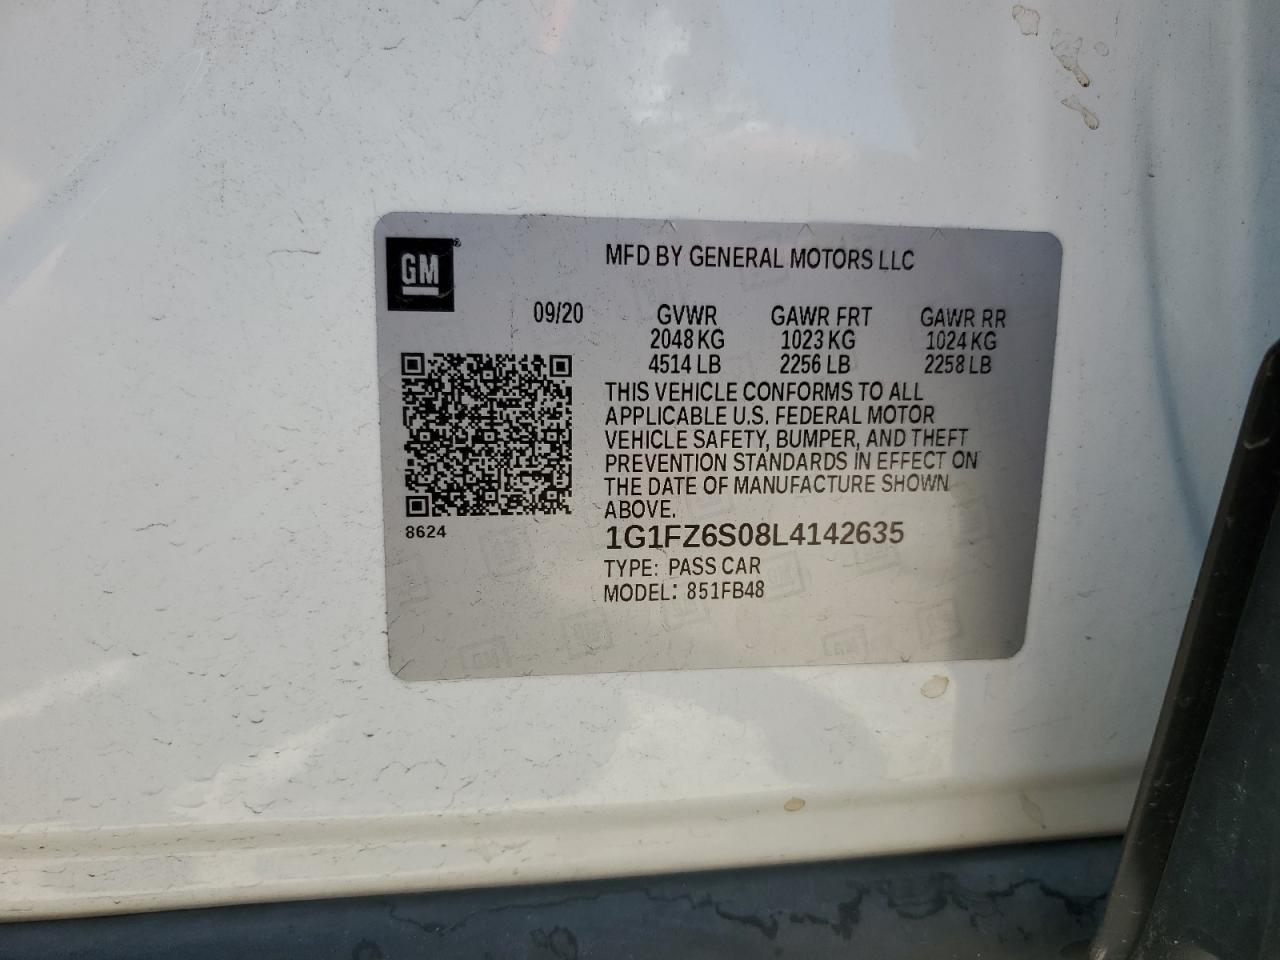 GM®
MFD BY GENERAL MOTORS LLC
09/20 GVWR GAWR FRT GAWR RR
2048 KG 1023 KG 1024 KG
4514 LB 2256 LB 2258 LB
THIS VEHICLE CONFORMS TO ALL
APPLICABLE U.S. FEDERAL MOTOR
VEHICLE SAFETY, BUMPER, AND THEFT
PREVENTION STANDARDS IN EFFECT ON
THE DATE OF MANUFACTURE SHOWN
ABOVE.
8624
1G1FZ6S08L4142635
TYPE: PASS CAR
MODEL: 851FB48